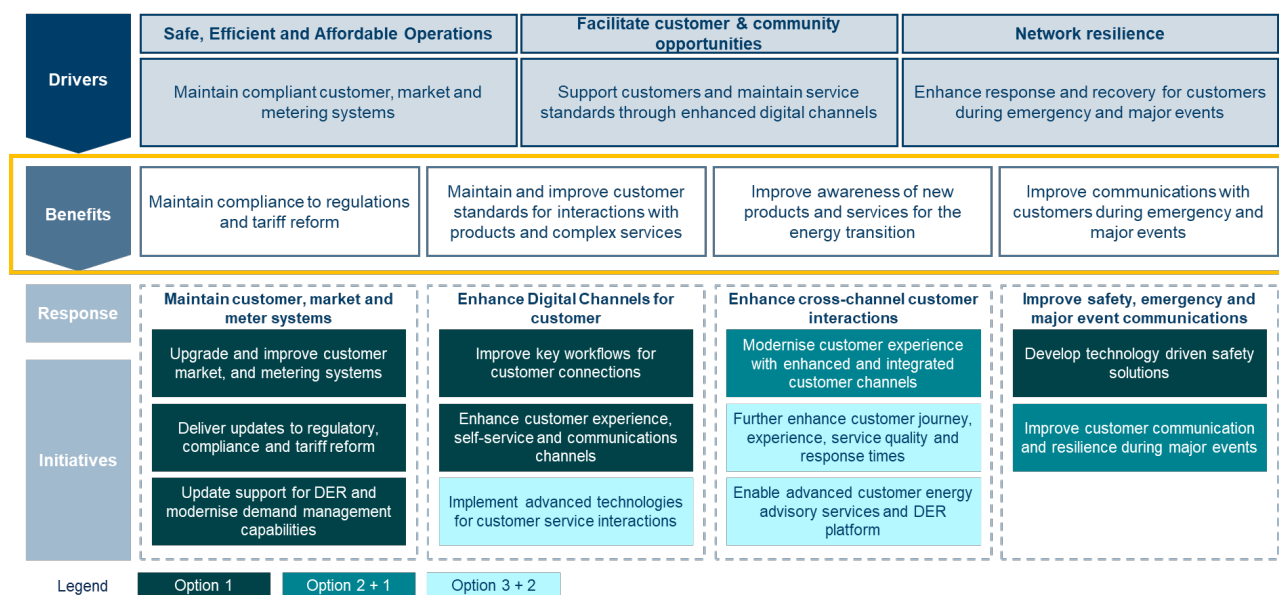 Drivers
Safe, Efficient and Affordable Operations
Facilitate customer & community
opportunities
Network resilience
Maintain compliant customer, market and
metering systems
Support customers and maintain service
standards through enhanced digital channels
Enhance response and recovery for customers
during emergency and major events
Benefits
Maintain compliance to regulations
and tariff reform
Maintain and improve customer
standards for interactions with
products and complex services
Improve awareness of new
products and services for the
energy transition
Improve communications with
customers during emergency and
major events
Response
Maintain customer, market and
meter systems
Enhance Digital Channels for
customer
Enhance cross-channel customer
interactions
Improve safety, emergency and
major event communications
Initiatives
Upgrade and improve customer
market, and metering systems
Deliver updates to regulatory,
compliance and tariff reform
Update support for DER and
modernise demand management
capabilities
Improve key workflows for
customer connections
Enhance customer experience,
self-service and communications
channels
Implement advanced technologies
for customer service interactions
Modernise customer experience
with enhanced and integrated
customer channels
Further enhance customer journey,
experience, service quality and
response times
Enable advanced customer energy
advisory services and DER
platform
Develop technology driven safety
solutions
Improve customer communication
and resilience during major events
Legend
Option 1
Option 2 + 1
Option 3 + 2